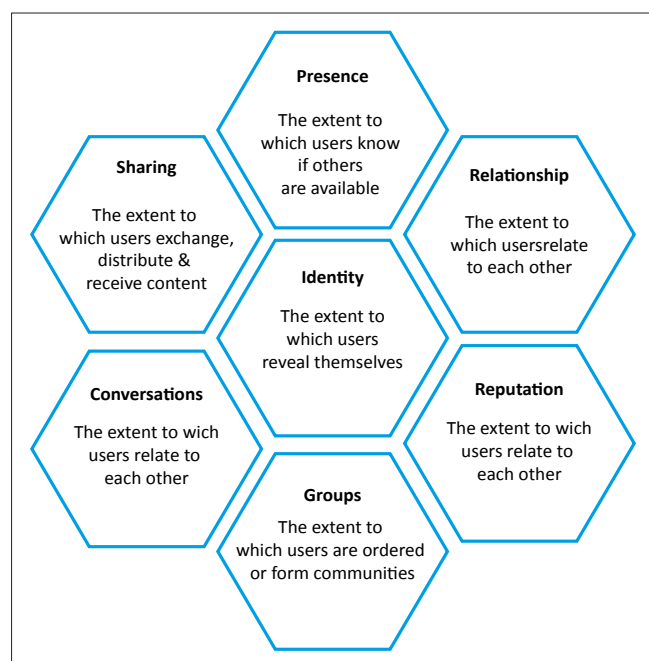 Presence
The extent to
which users know
if others
are available
Sharing
The extent to
which users exchange,
distribute &
receive content
Relationship
The extent to
which usersrelate
to each other
Identity
The extent to
which users
reveal themselves
Conversations
The extent to wich
users relate to
each other
Reputation
The extent to wich
users relate to
each other
Groups
The extent to
which users are ordered
or form communities